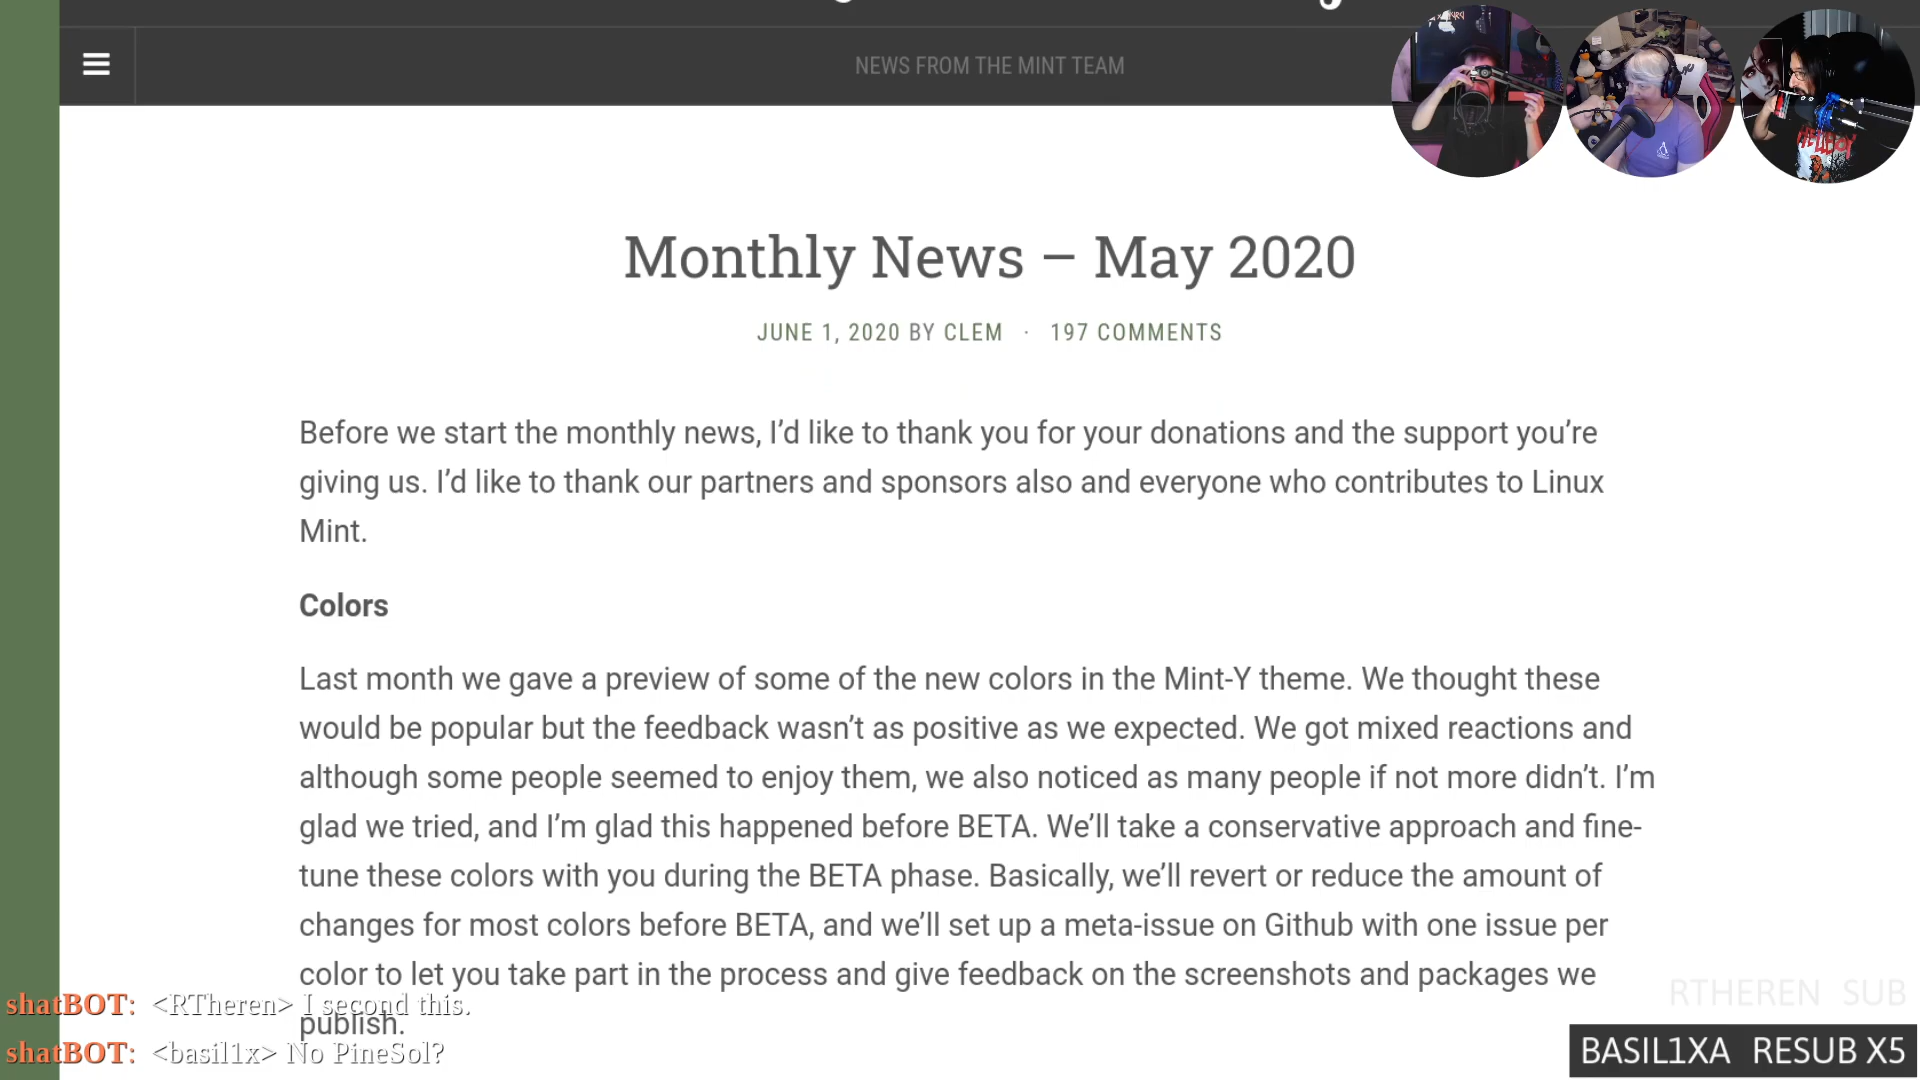 NEWS FROM THE MINT TEAM
Monthly News – May 2020
JUNE 1, 2020 BY CLEM · 197 COMMENTS
Before we start the monthly news, I’d like to thank you for your donations and the support you’re
giving us. I’d like to thank our partners and sponsors also and everyone who contributes to Linux
Mint.
Colors
Last month we gave a preview of some of the new colors in the Mint-Y theme. We thought these
would be popular but the feedback wasn’t as positive as we expected. We got mixed reactions and
although some people seemed to enjoy them, we also noticed as many people if not more didn’t. I’m
glad we tried, and I’m glad this happened before BETA. We’ll take a conservative approach and fine-
tune these colors with you during the BETA phase. Basically, we’ll revert or reduce the amount of
changes for most colors before BETA, and we’ll set up a meta-issue on Github with one issue per
color to let you take part in the process and give feedback on the screenshots and packages we
publish.
shatBOT: <RTheren> I second this.
shatBOT: <basil1x> No PineSol?
RTHEREN SUB
BASIL1XA RESUB X5